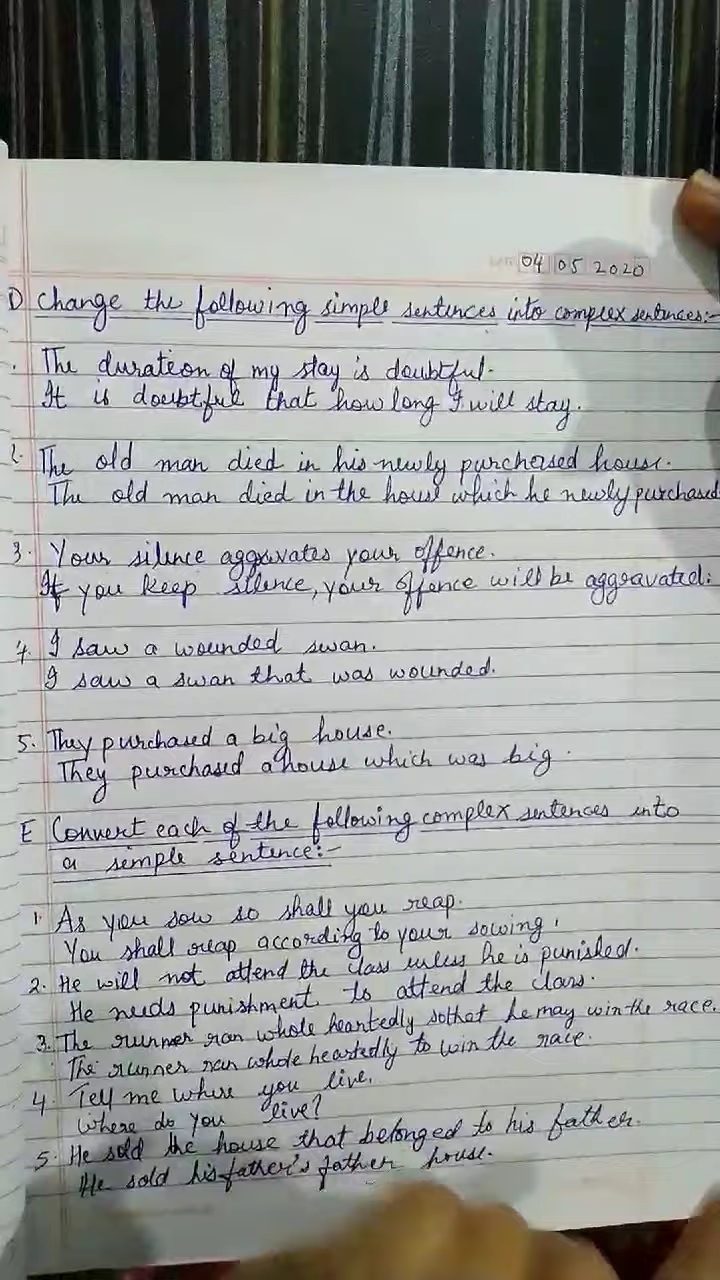 04 05 2020
D Change the following simple sentences into complex sentences:-
. The duration of my stay is doubtful.
It is doubtful that how long I will stay.
2. The old man died in his newly purchased house.
The old man died in the house which he newly purchased
3. Your silence aggravates your offence.
If you keep silence, your offence will be aggravated.
4. I saw a wounded swan.
I saw a swan that was wounded.
5. They purchased a big house.
They purchased a house which was big.
E Convert each of the following complex sentences into
a simple sentence:-
1. As you sow so shall you reap.
You shall reap according to your sowing.
2. He will not attend the class unless he is punished.
He needs punishment to attend the class.
3. The runner ran whole heartedly so that he may win the race.
The runner ran whole heartedly to win the race.
4. Tell me where you live.
Where do you live?
5. He sold the house that belonged to his father.
He sold his father's father house.